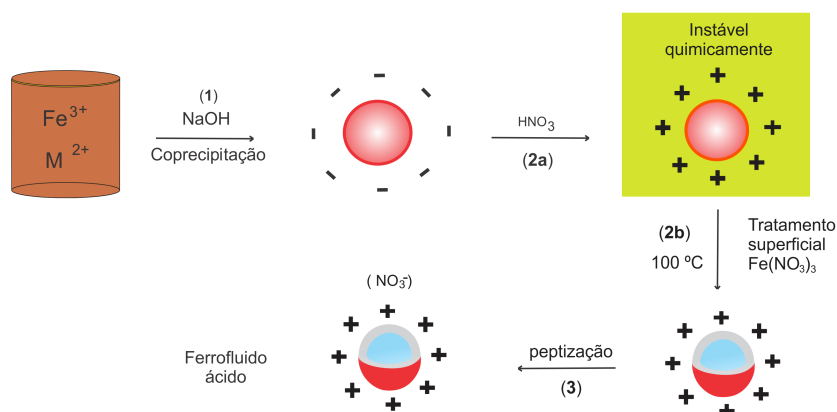 Fe3+
M 2+
(1)
NaOH
Coprecipitação
HNO3
(2a)
Instável
quimicamente
(2b)
100 ºC
Tratamento
superficial
Fe(NO3)3
peptização
(3)
( NO3-)
Ferrofluido
ácido